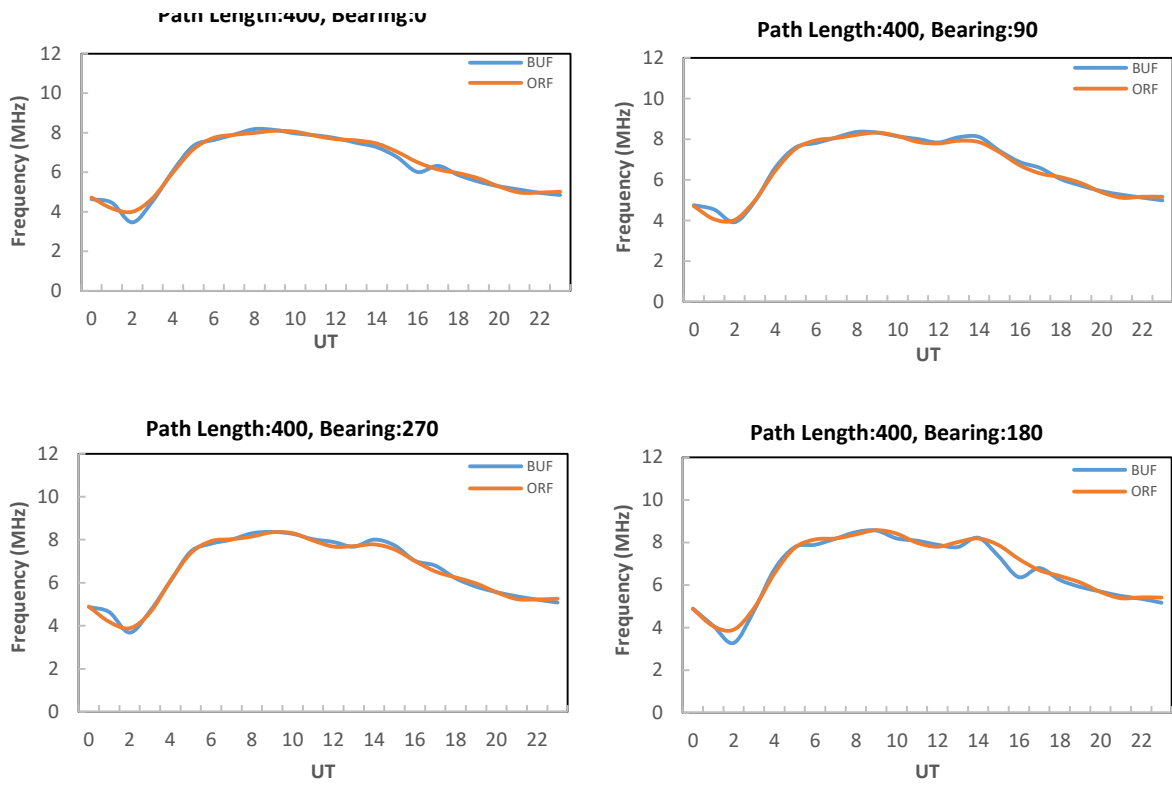 Path Length:400, Bearing:0
12
10
8
6
4
2
0
Frequency (MHz)
BUF
ORF
0 2 4 6 8 10 12 14 16 18 20 22
UT
Path Length:400, Bearing:90
12
10
8
6
4
2
0
Frequency (MHz)
BUF
ORF
0 2 4 6 8 10 12 14 16 18 20 22
UT
Path Length:400, Bearing:270
12
10
8
6
4
2
0
Frequency (MHz)
BUF
ORF
0 2 4 6 8 10 12 14 16 18 20 22
UT
Path Length:400, Bearing:180
12
10
8
6
4
2
0
Frequency (MHz)
BUF
ORF
0 2 4 6 8 10 12 14 16 18 20 22
UT